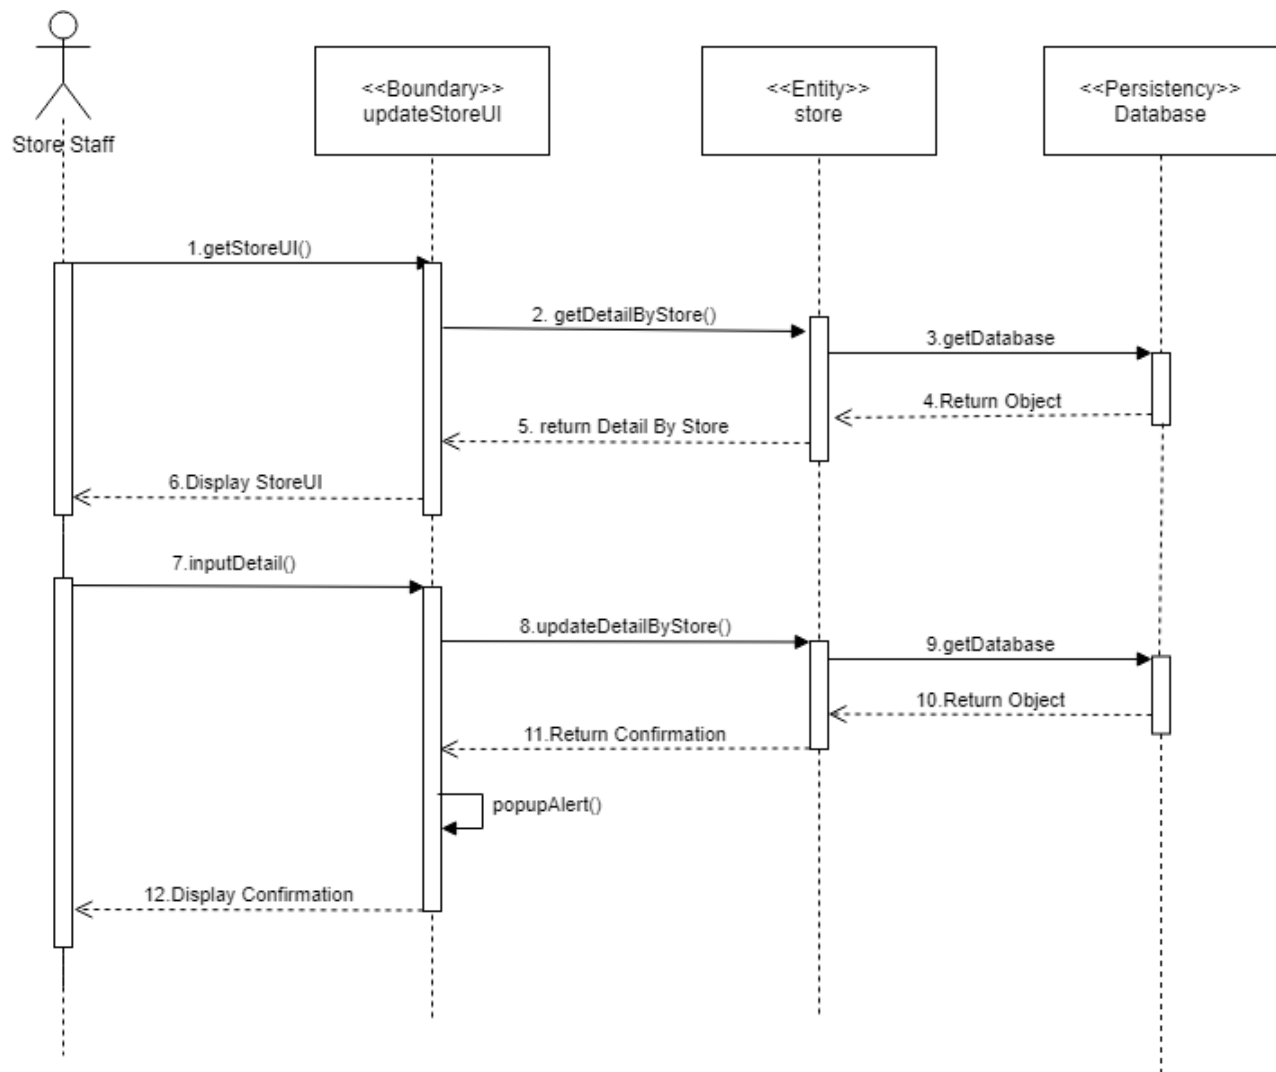 <<Boundary>>
updateStoreUI
<<Entity>>
store
<<Persistency>>
Database
Store Staff
1.getStoreUI()
2. getDetailByStore()
3.getDatabase
4.Return Object
5. return Detail By Store
6.Display StoreUI
7.inputDetail()
8.updateDetailByStore()
9.getDatabase
10.Return Object
11.Return Confirmation
popupAlert()
12.Display Confirmation